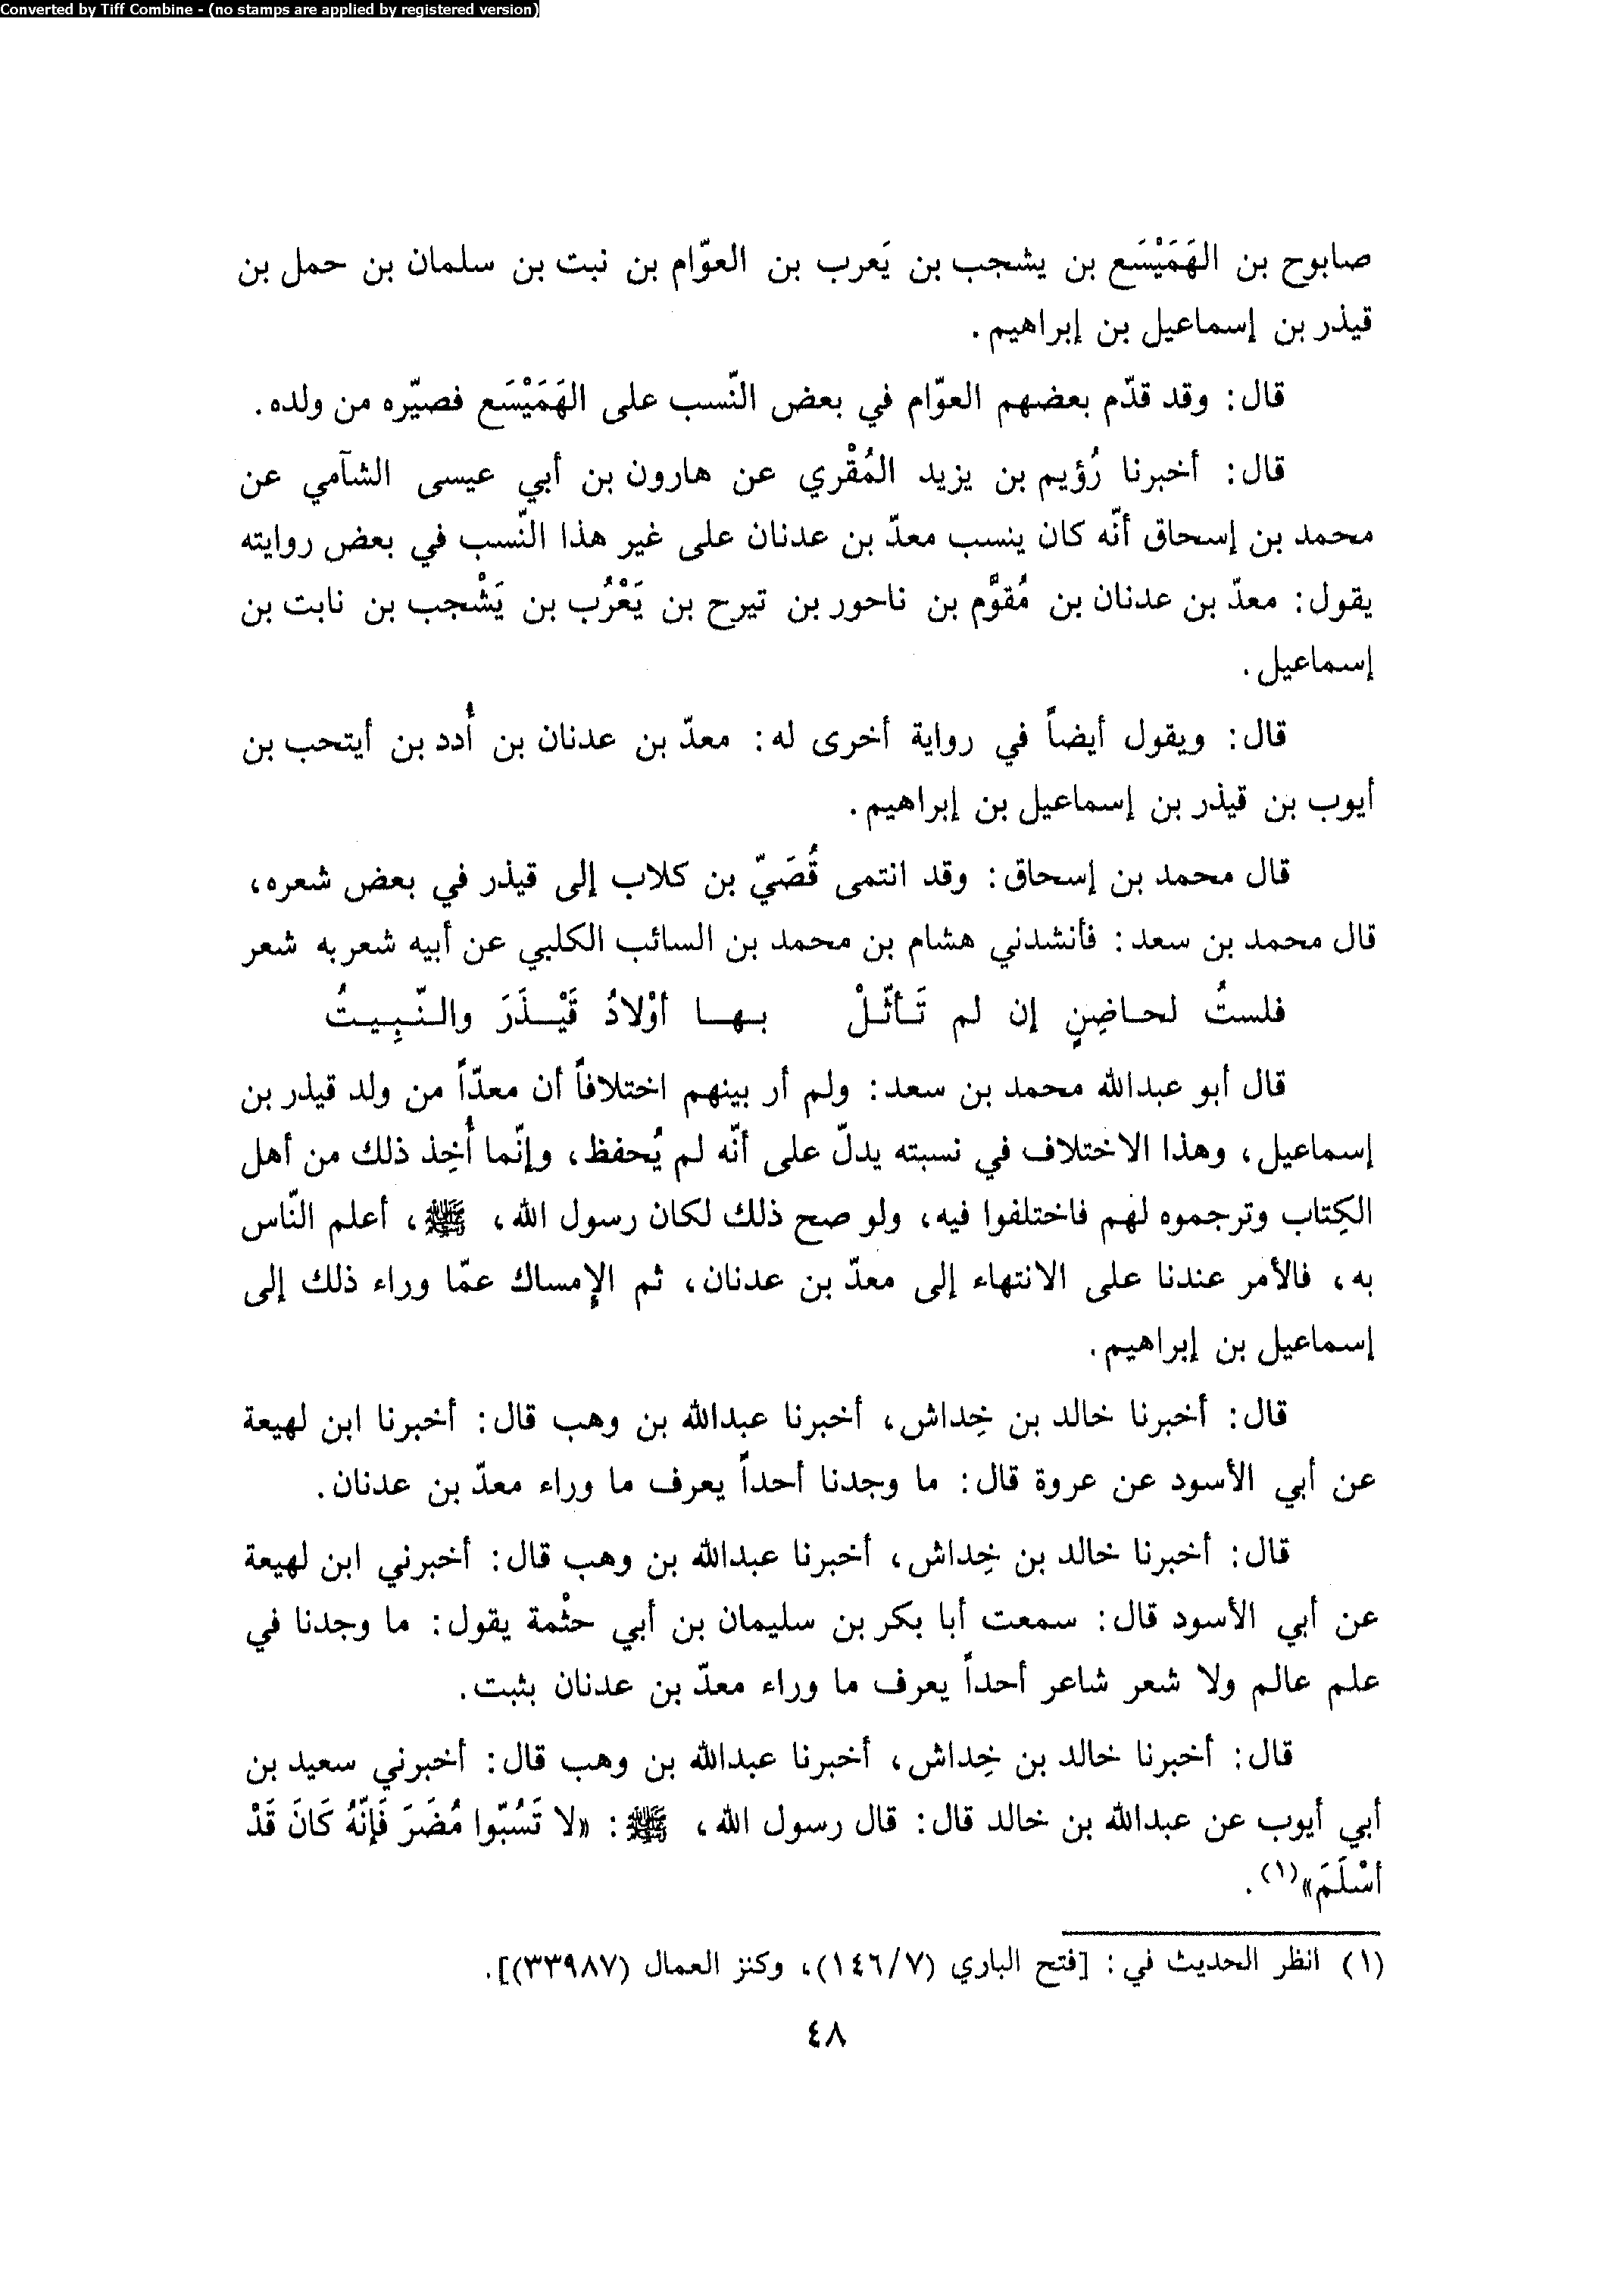 Converted by Tiff Combine - (no stamps are applied by registered version)
صابوح بن الهَمَيْسَع بن يشجب بن يَعرب بن العوّام بن نبت بن سلمان بن حمل بن
قيذر بن إسماعيل بن إبراهيم.
قال: وقد قدّم بعضهم العوّام في بعض النّسب على الهَمَيْسَع فصيّره من ولده.
قال: أخبرنا رُؤيم بن يزيد المُقْري عن هارون بن أبي عيسى الشآمي عن
محمد بن إسحاق أنّه كان ينسب معدّ بن عدنان على غير هذا النّسب في بعض روايته
يقول: معدّ بن عدنان بن مُقوَّم بن ناحور بن تيرح بن يَعْرُب بن يَشْجب بن نابت بن
إسماعيل.
قال: ويقول أيضاً في رواية أخرى له: معدّ بن عدنان بن أُدد بن أيتحب بن
أيوب بن قيذر بن إسماعيل بن إبراهيم.
قال محمد بن إسحاق: وقد انتمى قُصَيّ بن كلاب إلى قيذر في بعض شعره،
قال محمد بن سعد: فأنشدني هشام بن محمد بن السائب الكلبي عن أبيه شعر به شعر
فلستُ لحاضِنٍ إن لم تَأثّلْ بها أوْلادُ قَيْذَرَ والنّبِيتُ
قال أبو عبدالله محمد بن سعد: ولم أر بينهم اختلافاً أن معدّاً من ولد قيذر بن
إسماعيل، وهذا الاختلاف في نسبته يدلّ على أنّه لم يُحفظ، وإنّما أُخِذ ذلك من أهل
الكِتاب وترجموه لهم فاختلفوا فيه، ولو صح ذلك لكان رسول الله، ﷺ، أعلم النّاس
به، فالأمر عندنا على الانتهاء إلى معدّ بن عدنان، ثم الإِمساك عمّا وراء ذلك إلى
إسماعيل بن إبراهيم.
قال: أخبرنا خالد بن خِداش، أخبرنا عبدالله بن وهب قال: أخبرنا ابن لهيعة
عن أبي الأسود عن عروة قال: ما وجدنا أحداً يعرف ما وراء معدّ بن عدنان.
قال: أخبرنا خالد بن خِداش، أخبرنا عبدالله بن وهب قال: أخبرني ابن لهيعة
عن أبي الأسود قال: سمعت أبا بكر بن سليمان بن أبي حثْمة يقول: ما وجدنا في
علم عالم ولا شعر شاعر أحداً يعرف ما وراء معدّ بن عدنان بثبت.
قال: أخبرنا خالد بن خِداش، أخبرنا عبدالله بن وهب قال: أخبرني سعيد بن
أبي أيوب عن عبدالله بن خالد قال: قال رسول الله، ﷺ: «لا تَسُبّوا مُضَرَ فَإنّهُ كَانَ قَدْ
أسْلَمَ»(١).
(١) انظر الحديث في: [فتح الباري (١٤٦/٧)، وكنز العمال (٣٣٩٨٧)].
٤٨